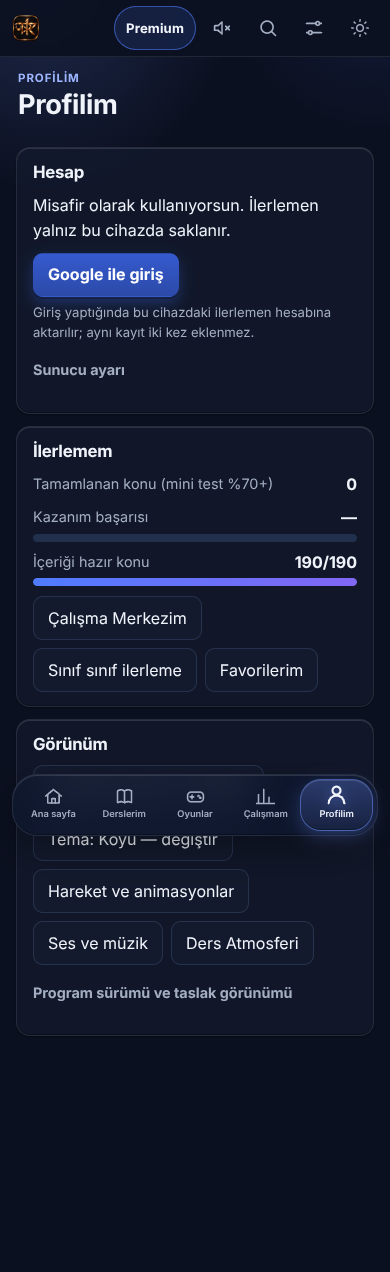 Premium
PROFİLİM
Profilim
Hesap
Misafir olarak kullanıyorsun. İlerlemen
yalnız bu cihazda saklanır.
Google ile giriş
Giriş yaptığında bu cihazdaki ilerlemen hesabına
aktarılır; aynı kayıt iki kez eklenmez.
Sunucu ayarı
İlerlemem
Tamamlanan konu (mini test %70+) 0
Kazanım başarısı —
İçeriği hazır konu 190/190
Çalışma Merkezim
Sınıf sınıf ilerleme Favorilerim
Görünüm
Ana sayfa Derslerim Oyunlar Çalışmam Profilim
Tema: Koyu — değiştir
Hareket ve animasyonlar
Ses ve müzik Ders Atmosferi
Program sürümü ve taslak görünümü